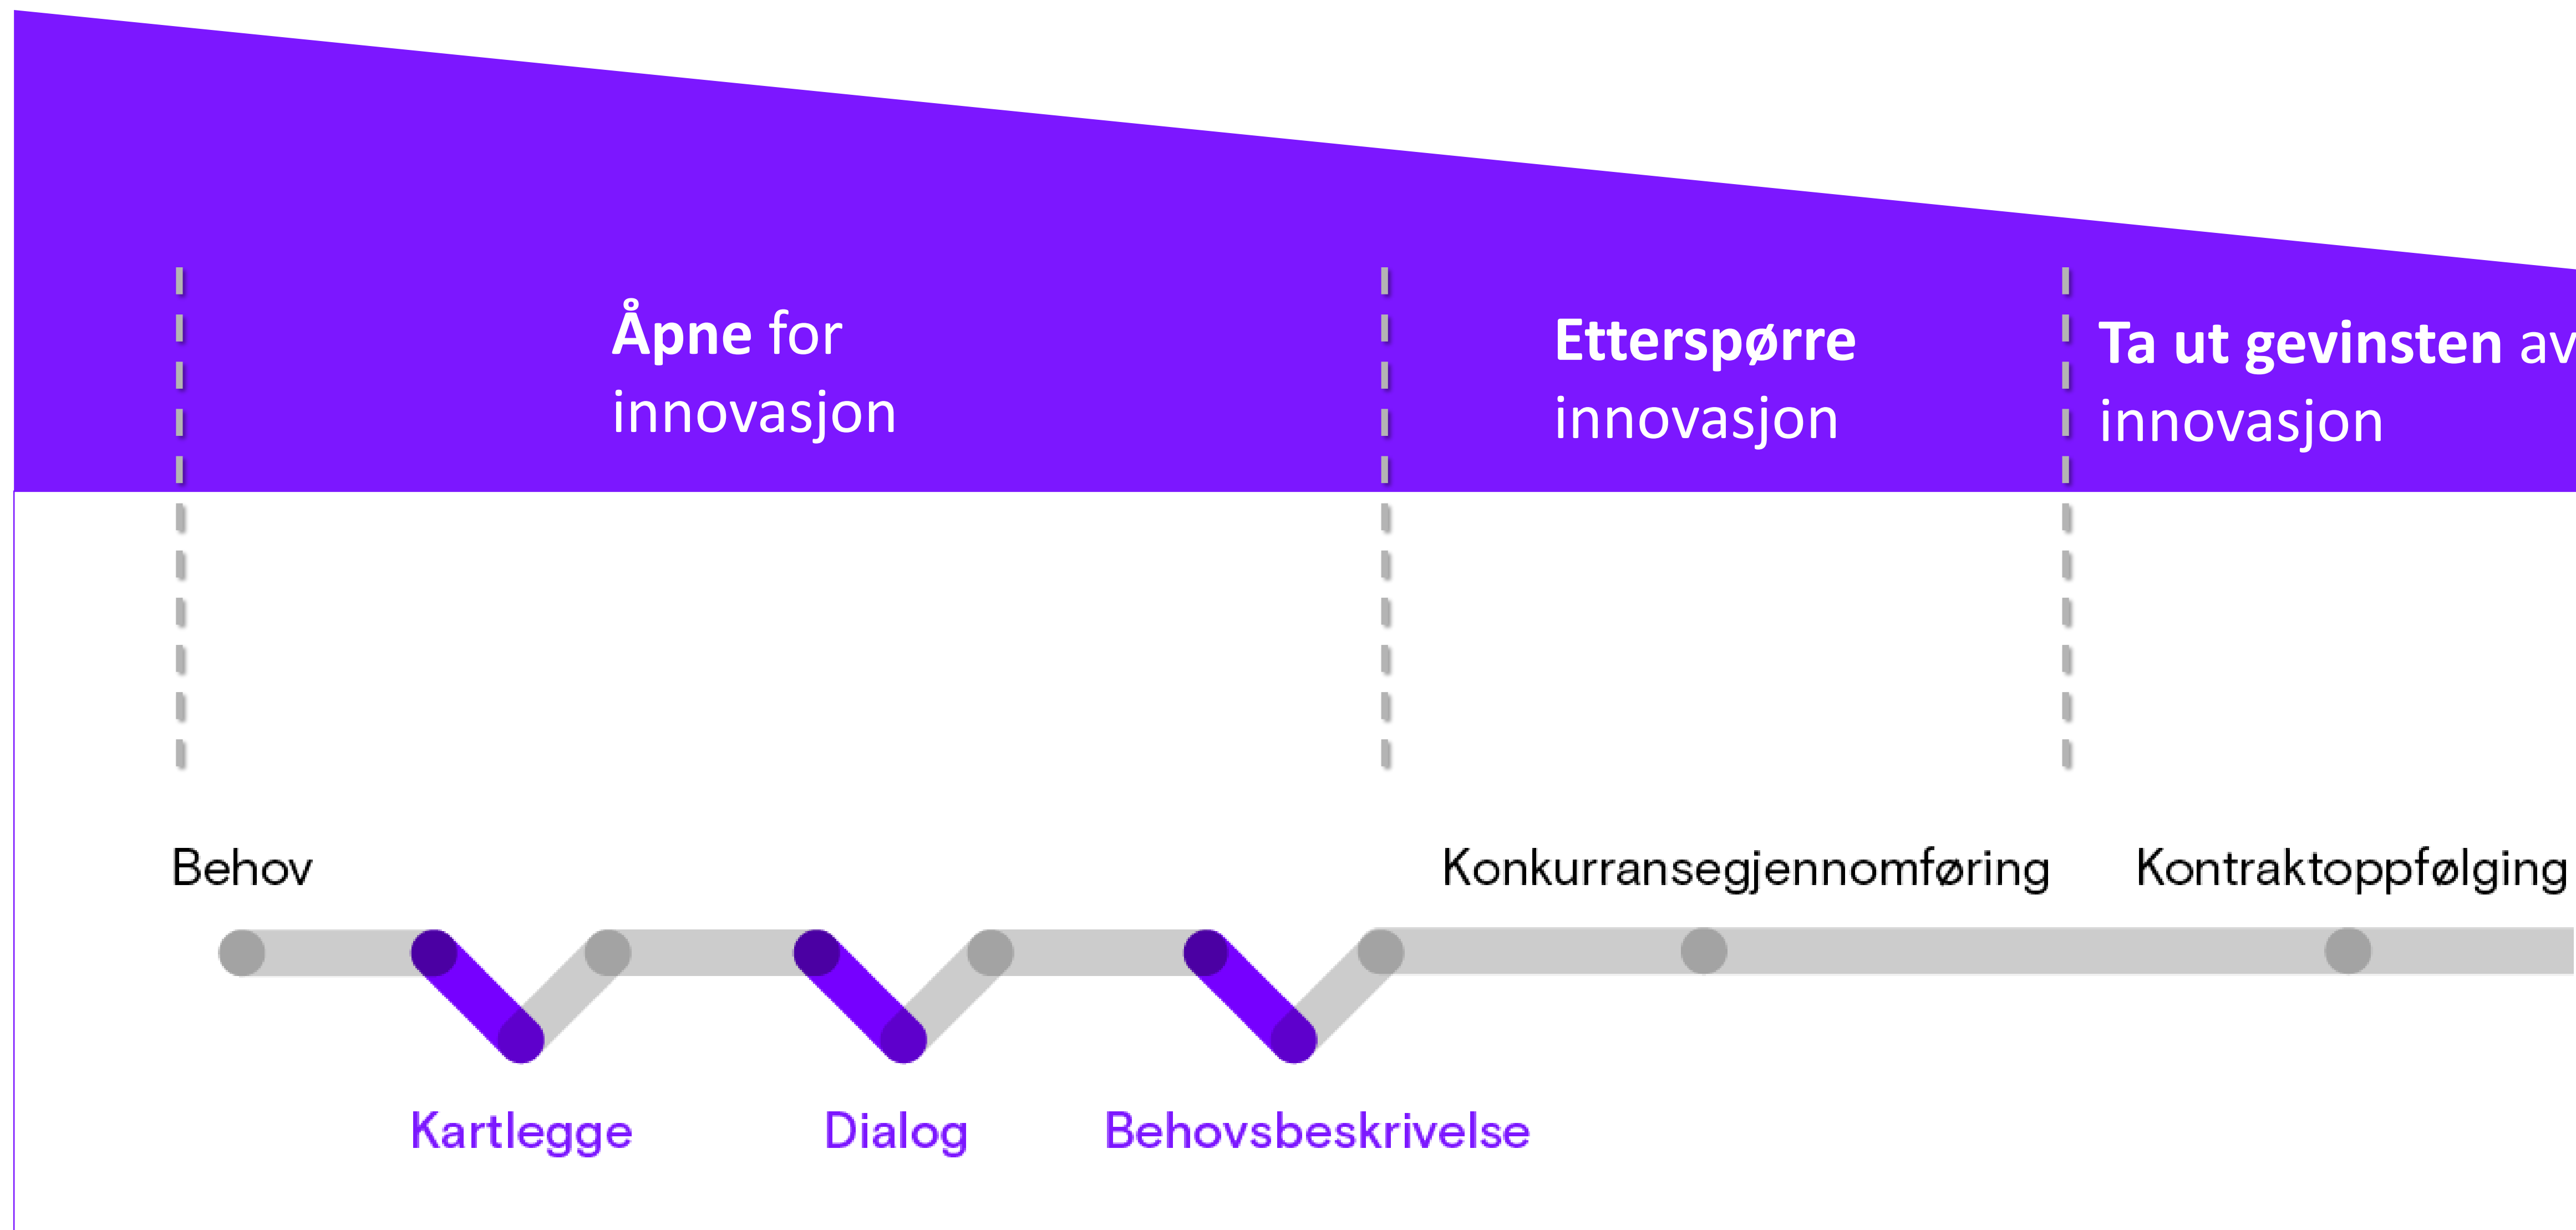 Åpne for
innovasjon
Etterspørre
innovasjon
Ta ut gevinsten av
innovasjon
Behov
Konkurransegjennomføring
Kontraktoppfølging
Kartlegge
Dialog
Behovsbeskrivelse